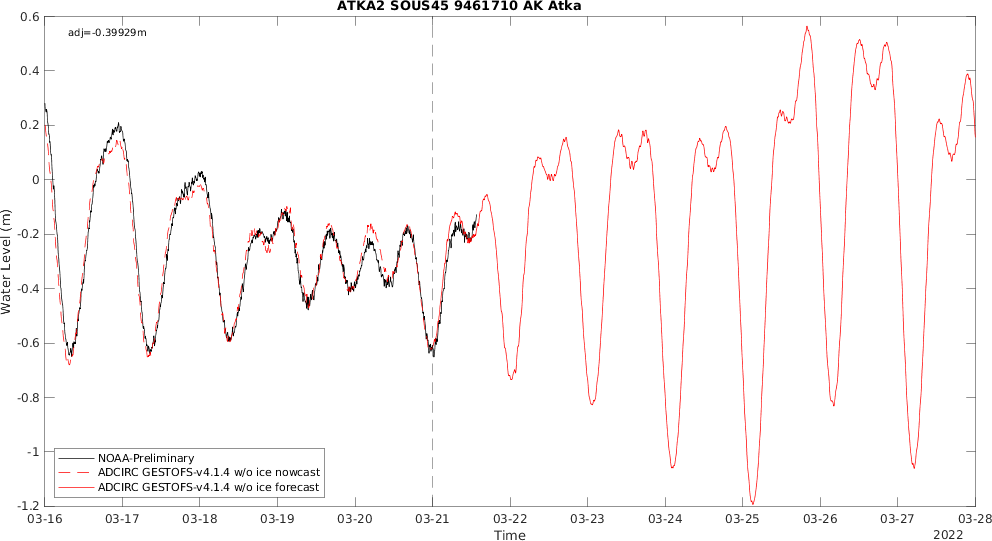 ATKA2 SOUS45 9461710 AK Atka
adj=-0.39929m
0.6
0.4
0.2
0
-0.2
-0.4
-0.6
-0.8
-1
-1.2
Water Level (m)
NOAA-Preliminary
ADCIRC GESTOFS-v4.1.4 w/o ice nowcast
ADCIRC GESTOFS-v4.1.4 w/o ice forecast
03-16 03-17 03-18 03-19 03-20 03-21 03-22 03-23 03-24 03-25 03-26 03-27 03-28
Time
2022